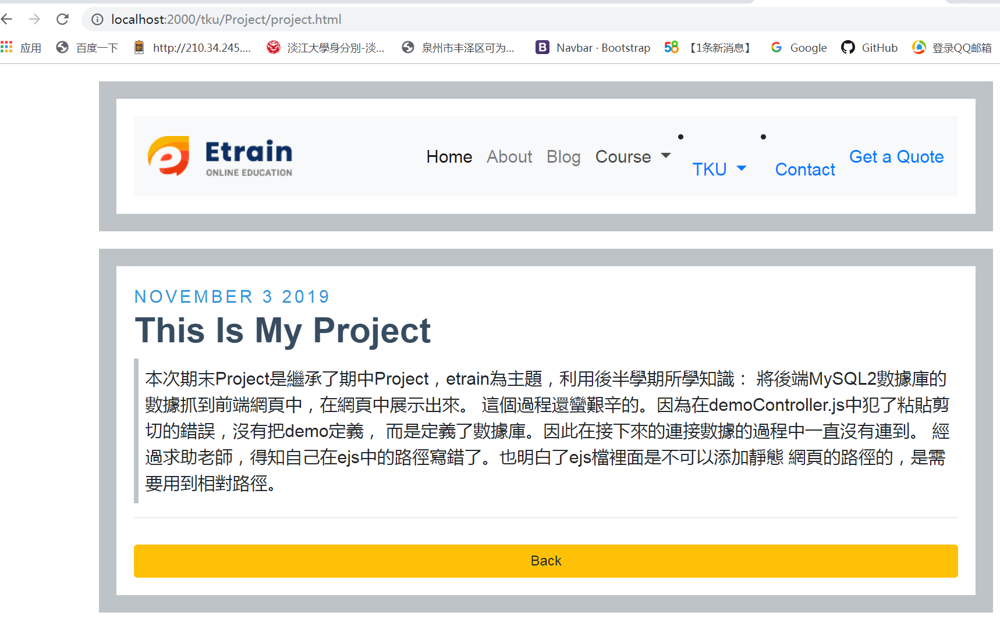 localhost:2000/tku/Project/project.html
应用 百度一下 http://210.34.245.... 淡江大學身分別-淡... 泉州市丰泽区可为... B Navbar · Bootstrap 58 【1条新消息】 Google GitHub 登录QQ邮箱
Etrain
ONLINE EDUCATION
Home About Blog Course TKU Contact Get a Quote
NOVEMBER 3 2019
This Is My Project
本次期末Project是繼承了期中Project，etrain為主題，利用後半學期所學知識： 將後端MySQL2數據庫的
數據抓到前端網頁中，在網頁中展示出來。 這個過程還蠻艱辛的。因為在demoController.js中犯了粘貼剪
切的錯誤，沒有把demo定義， 而是定義了數據庫。因此在接下來的連接數據的過程中一直沒有連到。 經
過求助老師，得知自己在ejs中的路徑寫錯了。也明白了ejs檔裡面是不可以添加靜態 網頁的路徑的，是需
要用到相對路徑。
Back